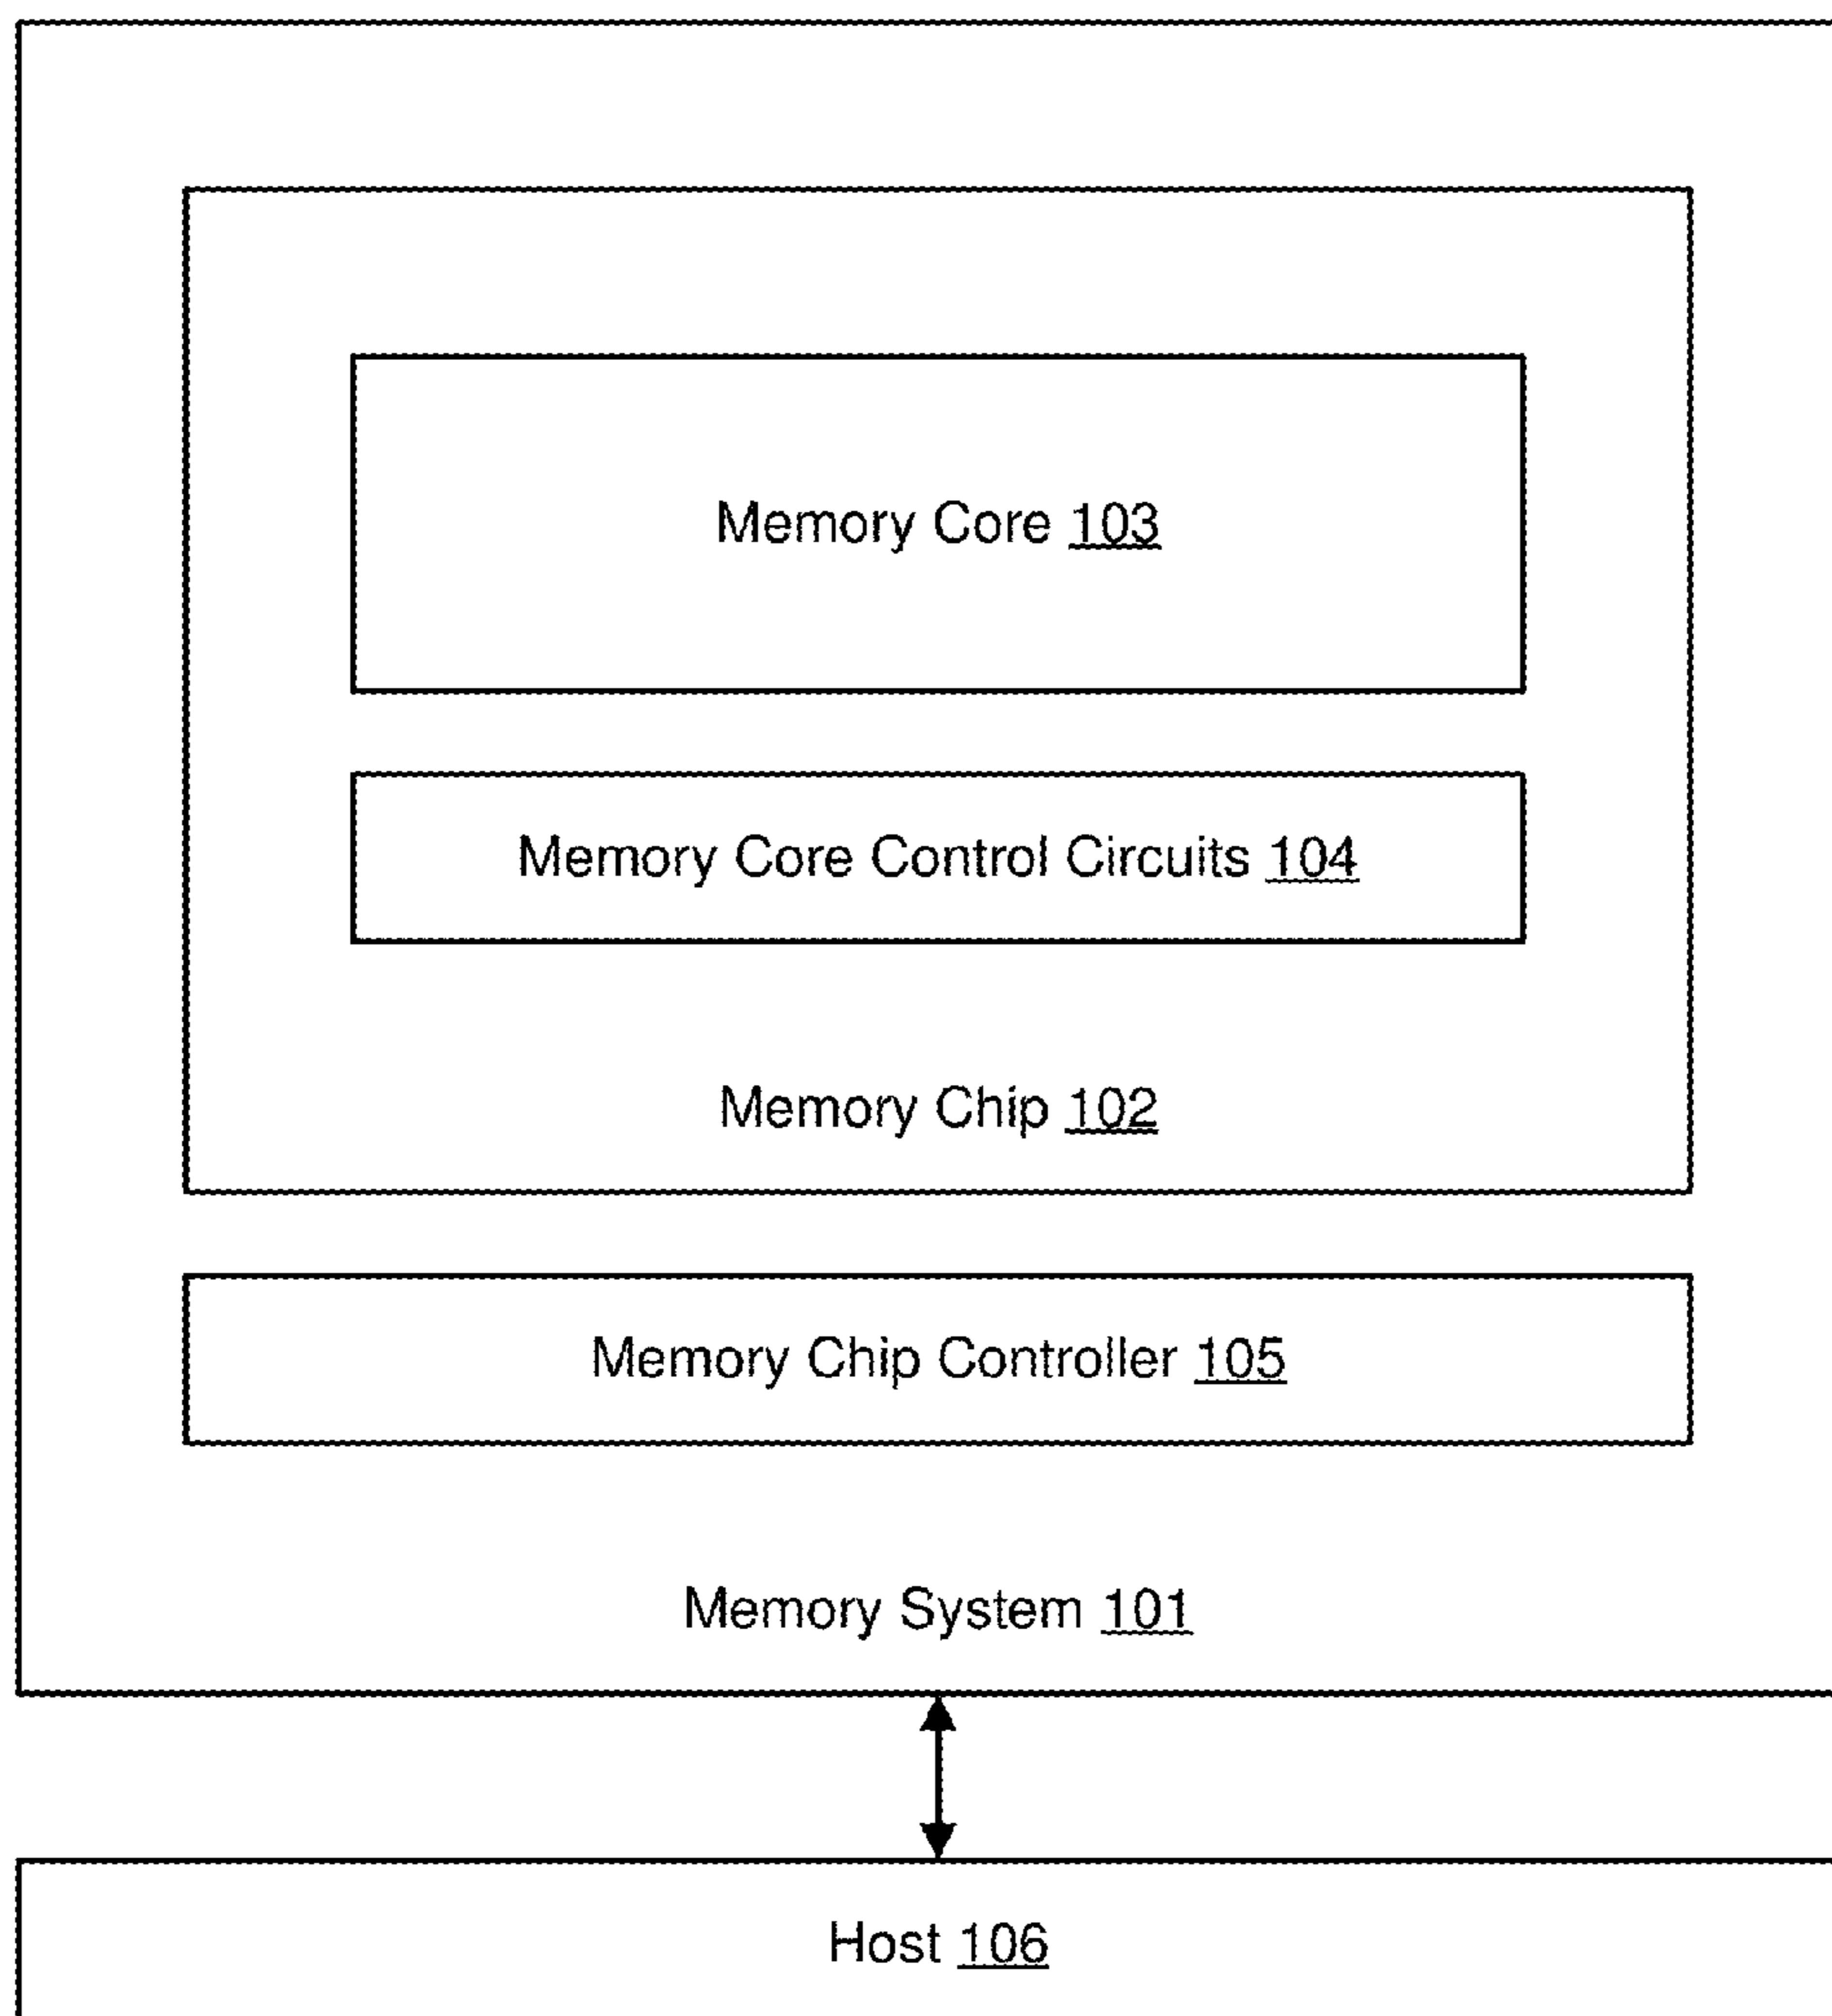 Memory Core 103
Memory Core Control Circuits 104
Memory Chip 102
Memory Chip Controller 105
Memory System 101
Host 106